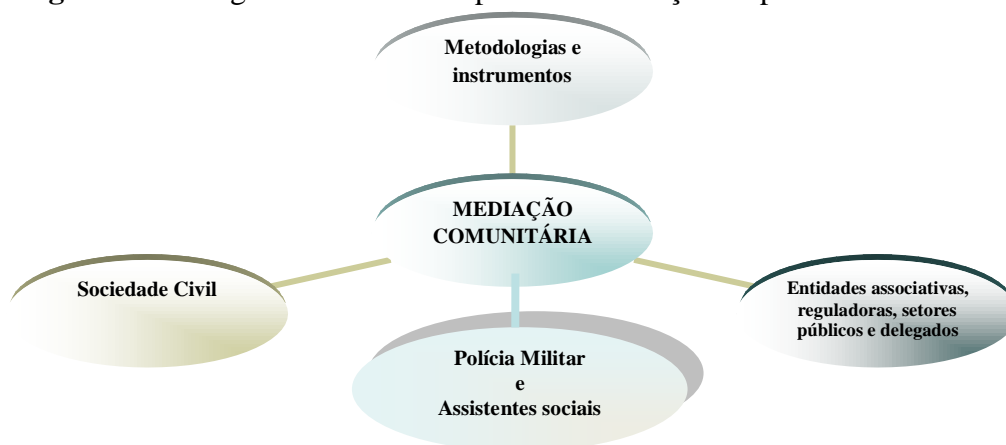 Metodologias e
instrumentos
MEDIAÇÃO
COMUNITÁRIA
Sociedade Civil
Entidades associativas,
reguladoras, setores
públicos e delegados
Polícia Militar
e
Assistentes sociais